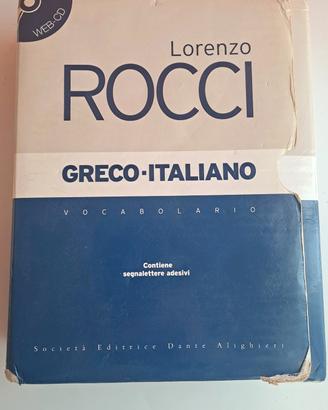 WEB-CD
Lorenzo
ROCCI
GRECO·ITALIANO
VOCABOLARIO
Contiene
segnalettere adesivi
Società Editrice Dante Alighieri